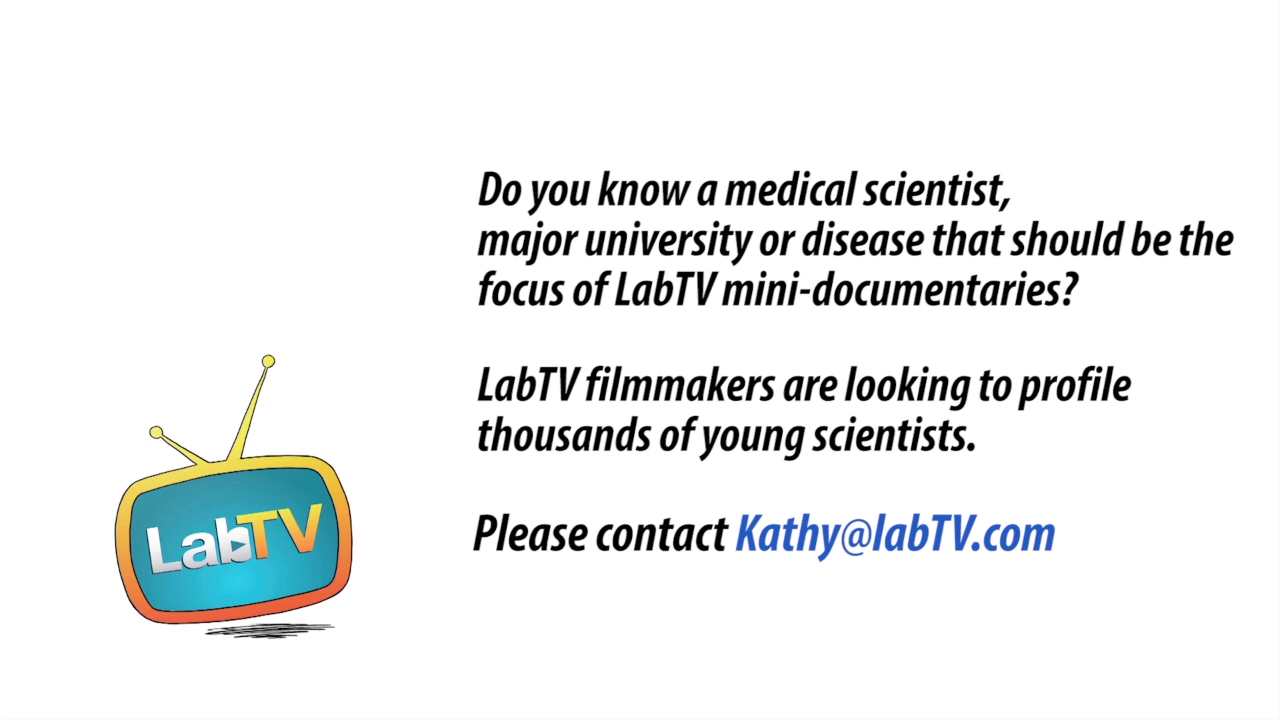 Do you know a medical scientist,
major university or disease that should be the
focus of LabTV mini-documentaries?
LabTV filmmakers are looking to profile
thousands of young scientists.
LabTV
Please contact Kathy@labTV.com